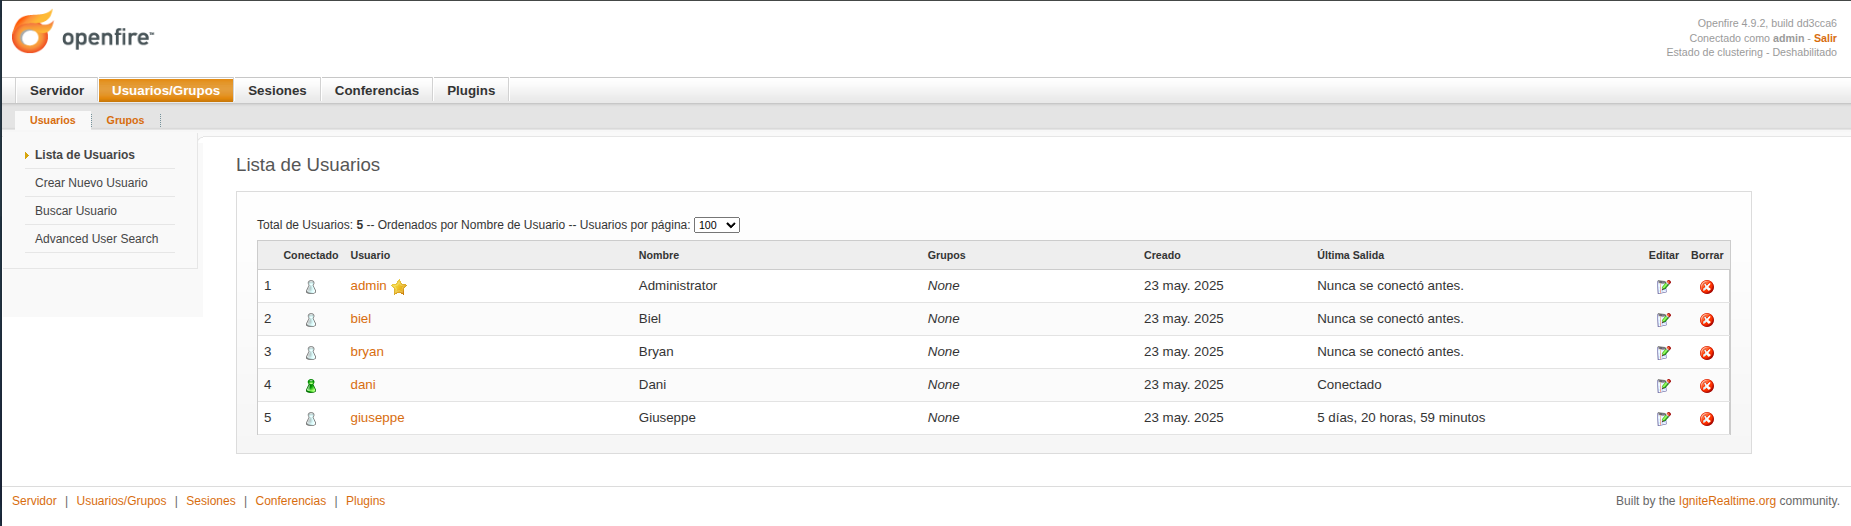 openfire™
Openfire 4.9.2, build dd3cca6
Conectado como admin - Salir
Estado de clustering - Deshabilitado
Servidor Usuarios/Grupos Sesiones Conferencias Plugins
Usuarios Grupos
Lista de Usuarios
Crear Nuevo Usuario
Buscar Usuario
Advanced User Search
Lista de Usuarios
Total de Usuarios: 5 -- Ordenados por Nombre de Usuario -- Usuarios por página: 100
Conectado Usuario Nombre Grupos Creado Última Salida Editar Borrar
1 admin Administrator None 23 may. 2025 Nunca se conectó antes.
2 biel Biel None 23 may. 2025 Nunca se conectó antes.
3 bryan Bryan None 23 may. 2025 Nunca se conectó antes.
4 dani Dani None 23 may. 2025 Conectado
5 giuseppe Giuseppe None 23 may. 2025 5 días, 20 horas, 59 minutos
Servidor | Usuarios/Grupos | Sesiones | Conferencias | Plugins
Built by the IgniteRealtime.org community.